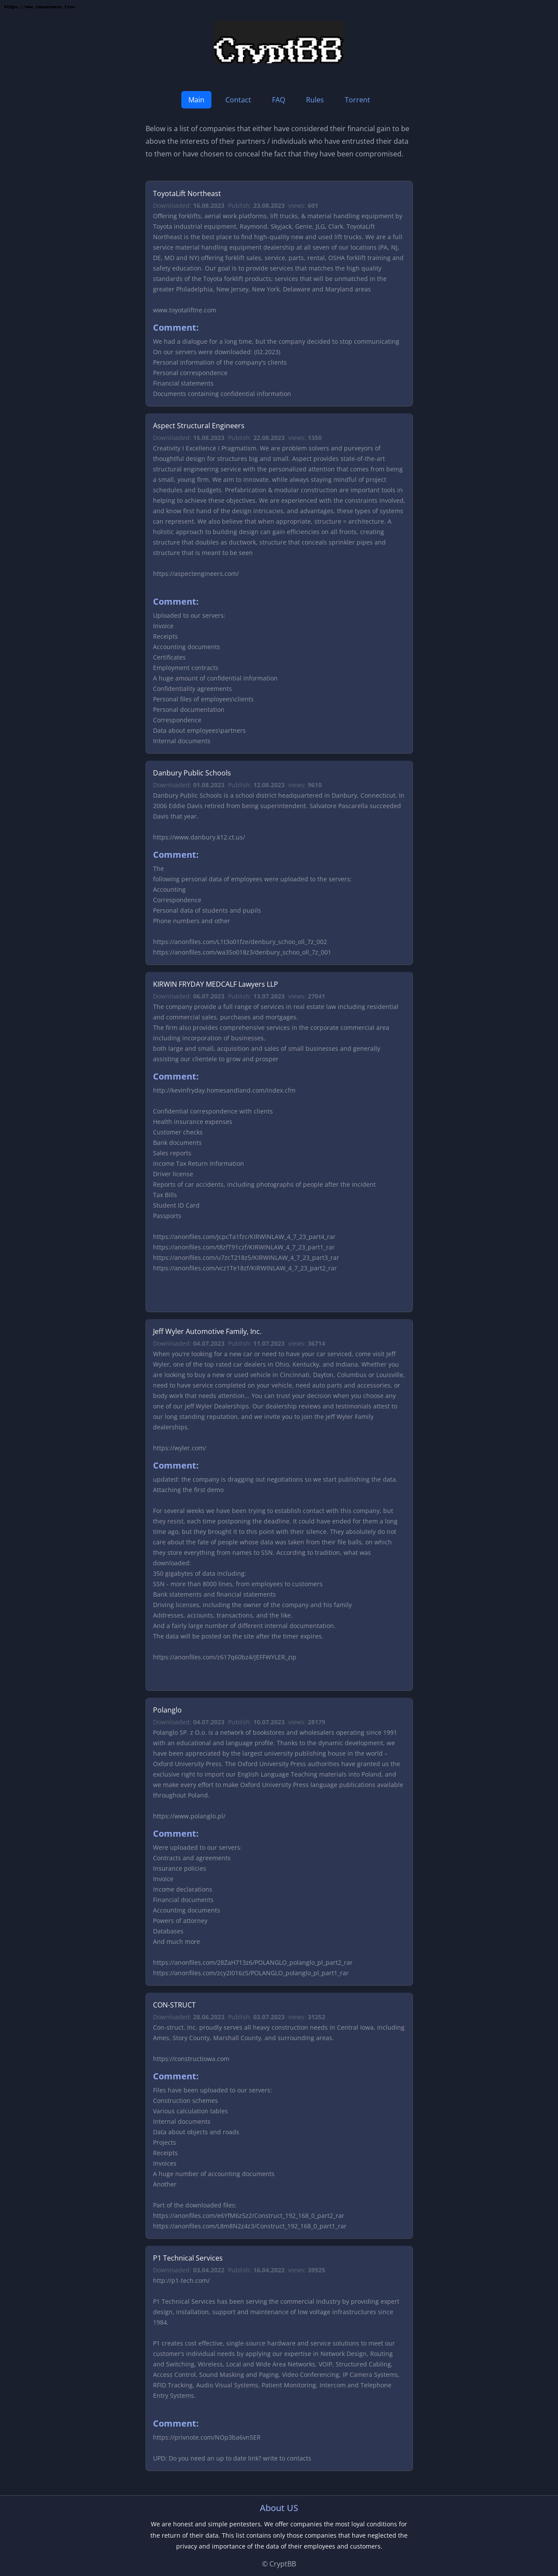 CryptBB
Main Contact FAQ Rules Torrent
Below is a list of companies that either have considered their financial gain to be
above the interests of their partners / individuals who have entrusted their data
to them or have chosen to conceal the fact that they have been compromised.
ToyotaLift Northeast
Downloaded: 16.08.2023 Publish: 23.08.2023 views: 601
Offering forklifts, aerial work platforms, lift trucks, & material handling equipment by
Toyota industrial equipment, Raymond, Skyjack, Genie, JLG, Clark. ToyotaLift
Northeast is the best place to find high-quality new and used lift trucks. We are a full
service material handling equipment dealership at all seven of our locations (PA, NJ,
DE, MD and NY) offering forklift sales, service, parts, rental, OSHA forklift training and
safety education. Our goal is to provide services that matches the high quality
standards of the Toyota forklift products; services that will be unmatched in the
greater Philadelphia, New Jersey, New York, Delaware and Maryland areas
www.toyotaliftne.com
Comment:
We had a dialogue for a long time, but the company decided to stop communicating
On our servers were downloaded: (02.2023)
Personal information of the company's clients
Personal correspondence
Financial statements
Documents containing confidential information
Aspect Structural Engineers
Downloaded: 16.08.2023 Publish: 22.08.2023 views: 1350
Creativity I Excellence I Pragmatism. We are problem solvers and purveyors of
thoughtful design for structures big and small. Aspect provides state-of-the-art
structural engineering service with the personalized attention that comes from being
a small, young firm. We aim to innovate, while always staying mindful of project
schedules and budgets. Prefabrication & modular construction are important tools in
helping to achieve these objectives. We are experienced with the constraints involved,
and know first hand of the design intricacies, and advantages, these types of systems
can represent. We also believe that when appropriate, structure = architecture. A
holistic approach to building design can gain efficiencies on all fronts, creating
structure that doubles as ductwork, structure that conceals sprinkler pipes and
structure that is meant to be seen
https://aspectengineers.com/
Comment:
Uploaded to our servers:
Invoice
Receipts
Accounting documents
Certificates
Employment contracts
A huge amount of confidential information
Confidentiality agreements
Personal files of employees\clients
Personal documentation
Correspondence
Data about employees\partners
Internal documents
Danbury Public Schools
Downloaded: 01.08.2023 Publish: 12.08.2023 views: 9610
Danbury Public Schools is a school district headquartered in Danbury, Connecticut. In
2006 Eddie Davis retired from being superintendent. Salvatore Pascarella succeeded
Davis that year.
https://www.danbury.k12.ct.us/
Comment:
The
following personal data of employees were uploaded to the servers:
Accounting
Correspondence
Personal data of students and pupils
Phone numbers and other
https://anonfiles.com/L1t3o01fze/denbury_schoo_oll_7z_002
https://anonfiles.com/wa35o018z3/denbury_schoo_oll_7z_001
KIRWIN FRYDAY MEDCALF Lawyers LLP
Downloaded: 06.07.2023 Publish: 13.07.2023 views: 27041
The company provide a full range of services in real estate law including residential
and commercial sales, purchases and mortgages.
The firm also provides comprehensive services in the corporate commercial area
including incorporation of businesses,
both large and small, acquisition and sales of small businesses and generally
assisting our clientele to grow and prosper
Comment:
http://kevinfryday.homesandland.com/index.cfm
Confidential correspondence with clients
Health insurance expenses
Customer checks
Bank documents
Sales reports
Income Tax Return Information
Driver license
Reports of car accidents, including photographs of people after the incident
Tax Bills
Student ID Card
Passports
https://anonfiles.com/jcpcTa1fzc/KIRWINLAW_4_7_23_part4_rar
https://anonfiles.com/t8zfT91czf/KIRWINLAW_4_7_23_part1_rar
https://anonfiles.com/u7zcT218z5/KIRWINLAW_4_7_23_part3_rar
https://anonfiles.com/vcz1Te18zf/KIRWINLAW_4_7_23_part2_rar
Jeff Wyler Automotive Family, Inc.
Downloaded: 04.07.2023 Publish: 11.07.2023 views: 36714
When you're looking for a new car or need to have your car serviced, come visit Jeff
Wyler, one of the top rated car dealers in Ohio, Kentucky, and Indiana. Whether you
are looking to buy a new or used vehicle in Cincinnati, Dayton, Columbus or Louisville,
need to have service completed on your vehicle, need auto parts and accessories, or
body work that needs attention... You can trust your decision when you choose any
one of our Jeff Wyler Dealerships. Our dealership reviews and testimonials attest to
our long standing reputation, and we invite you to join the Jeff Wyler Family
dealerships.
https://wyler.com/
Comment:
updated: the company is dragging out negotiations so we start publishing the data.
Attaching the first demo
For several weeks we have been trying to establish contact with this company, but
they resist, each time postponing the deadline. It could have ended for them a long
time ago, but they brought it to this point with their silence. They absolutely do not
care about the fate of people whose data was taken from their file balls, on which
they store everything from names to SSN. According to tradition, what was
downloaded:
350 gigabytes of data including:
SSN - more than 8000 lines, from employees to customers
Bank statements and financial statements
Driving licenses, including the owner of the company and his family
Addresses, accounts, transactions, and the like.
And a fairly large number of different internal documentation.
The data will be posted on the site after the timer expires.
https://anonfiles.com/z617q60bz4/JEFFWYLER_zip
Polanglo
Downloaded: 04.07.2023 Publish: 10.07.2023 views: 28179
Polanglo SP. z O.o. is a network of bookstores and wholesalers operating since 1991
with an educational and language profile. Thanks to the dynamic development, we
have been appreciated by the largest university publishing house in the world –
Oxford University Press. The Oxford University Press authorities have granted us the
exclusive right to import our English Language Teaching materials into Poland, and
we make every effort to make Oxford University Press language publications available
throughout Poland.
https://www.polanglo.pl/
Comment:
Were uploaded to our servers:
Contracts and agreements
Insurance policies
Invoice
Income declarations
Financial documents
Accounting documents
Powers of attorney
Databases
And much more
https://anonfiles.com/28ZaH713z6/POLANGLO_polanglo_pl_part2_rar
https://anonfiles.com/zcy2I016z5/POLANGLO_polanglo_pl_part1_rar
CON-STRUCT
Downloaded: 28.06.2023 Publish: 03.07.2023 views: 31252
Con-struct, Inc. proudly serves all heavy construction needs in Central Iowa, including
Ames, Story County, Marshall County, and surrounding areas.
https://constructiowa.com
Comment:
Files have been uploaded to our servers:
Construction schemes
Various calculation tables
Internal documents
Data about objects and roads
Projects
Receipts
Invoices
A huge number of accounting documents
Another
Part of the downloaded files:
https://anonfiles.com/e6YfM6z5z2/Construct_192_168_0_part2_rar
https://anonfiles.com/L8m8N2z4z3/Construct_192_168_0_part1_rar
P1 Technical Services
Downloaded: 03.04.2022 Publish: 16.04.2022 views: 39925
http://p1-tech.com/
P1 Technical Services has been serving the commercial industry by providing expert
design, installation, support and maintenance of low voltage infrastructures since
1984.
P1 creates cost effective, single-source hardware and service solutions to meet our
customer's individual needs by applying our expertise in Network Design, Routing
and Switching, Wireless, Local and Wide Area Networks, VOIP, Structured Cabling,
Access Control, Sound Masking and Paging, Video Conferencing, IP Camera Systems,
RFID Tracking, Audio Visual Systems, Patient Monitoring, Intercom and Telephone
Entry Systems.
Comment:
https://privnote.com/NOp3ba6v#SER
UPD: Do you need an up to date link? write to contacts
About US
We are honest and simple pentesters. We offer companies the most loyal conditions for
the return of their data. This list contains only those companies that have neglected the
privacy and importance of the data of their employees and customers.
© CryptBB